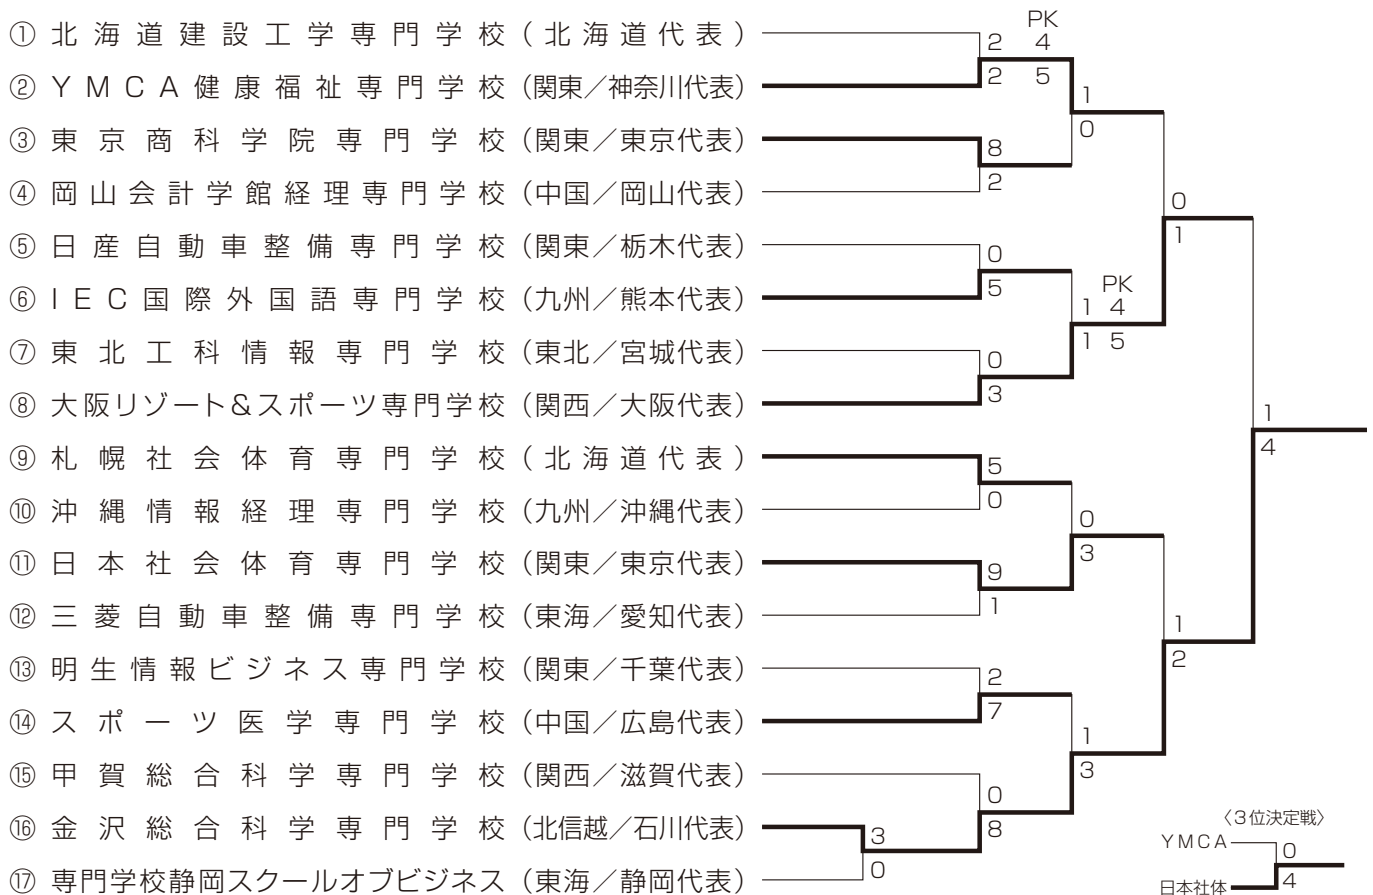 ① 北海道建設工学専門学校（北海道代表）
② YMCA健康福祉専門学校（関東／神奈川代表）
③ 東京商科学院専門学校（関東／東京代表）
④ 岡山会計学館経理専門学校（中国／岡山代表）
⑤ 日産自動車整備専門学校（関東／栃木代表）
⑥ IEC国際外国語専門学校（九州／熊本代表）
⑦ 東北工科情報専門学校（東北／宮城代表）
⑧ 大阪リゾート&スポーツ専門学校（関西／大阪代表）
⑨ 札幌社会体育専門学校（北海道代表）
⑩ 沖縄情報経理専門学校（九州／沖縄代表）
⑪ 日本社会体育専門学校（関東／東京代表）
⑫ 三菱自動車整備専門学校（東海／愛知代表）
⑬ 明生情報ビジネス専門学校（関東／千葉代表）
⑭ スポーツ医学専門学校（中国／広島代表）
⑮ 甲賀総合科学専門学校（関西／滋賀代表）
⑯ 金沢総合科学専門学校（北信越／石川代表）
⑰ 専門学校静岡スクールオブビジネス（東海／静岡代表）
3
0
PK
2 4
2 5
8
2
0
5
0
3
5
0
9
1
2
7
0
8
1
0
PK
1 4
1 5
0
3
1
3
0
1
1
2
1
4
〈3位決定戦〉
YMCA 0
日本社体 4